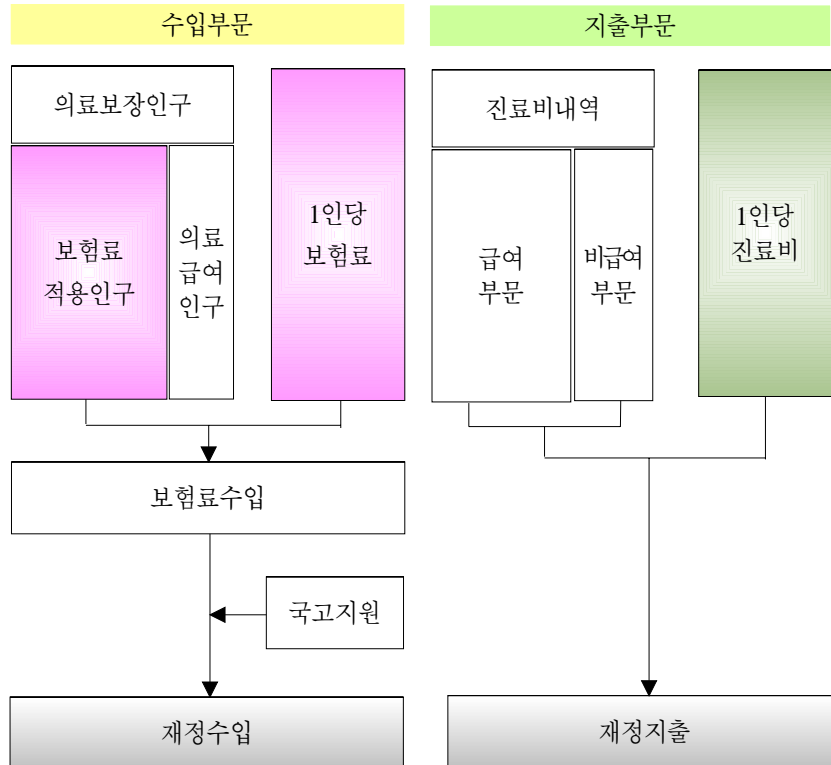 수입부문
지출부문
의료보장인구
보험료
적용인구
의료
급여
인구
1인당
보험료
진료비내역
급여
부문
비급여
부문
1인당
진료비
보험료수입
국고지원
재정수입
재정지출